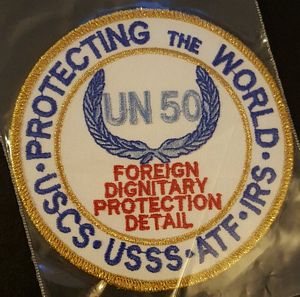 PROTECTING THE WORLD
UN 50
FOREIGN
DIGNITARY
PROTECTION
DETAIL
• USCS • USSS • ATF • IRS •